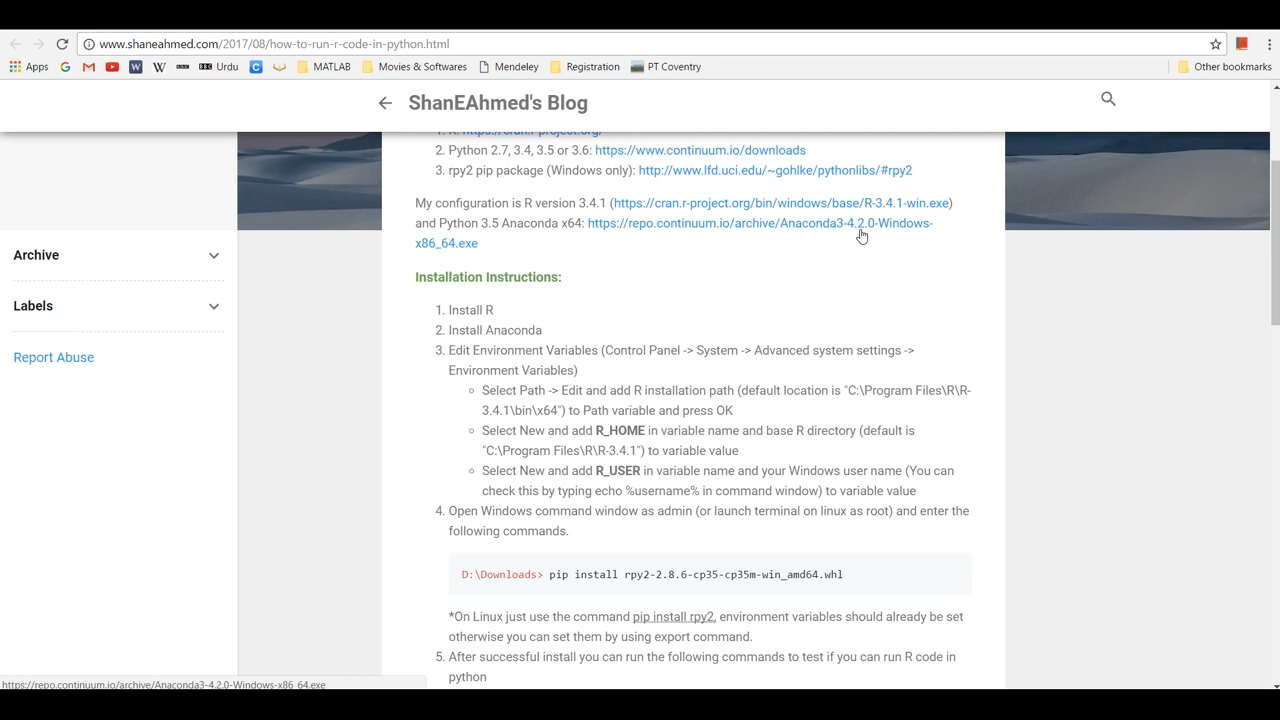 www.shaneahmed.com/2017/08/how-to-run-r-code-in-python.html
Apps
Urdu
MATLAB
Movies & Softwares
Mendeley
Registration
PT Coventry
Other bookmarks
ShanEAhmed's Blog
1. R: https://cran.r-project.org/
2. Python 2.7, 3.4, 3.5 or 3.6: https://www.continuum.io/downloads
3. rpy2 pip package (Windows only): http://www.lfd.uci.edu/~gohlke/pythonlibs/#rpy2
My configuration is R version 3.4.1 (https://cran.r-project.org/bin/windows/base/R-3.4.1-win.exe)
and Python 3.5 Anaconda x64: https://repo.continuum.io/archive/Anaconda3-4.2.0-Windows-
x86_64.exe
Archive
Labels
Report Abuse
Installation Instructions:
1. Install R
2. Install Anaconda
3. Edit Environment Variables (Control Panel -> System -> Advanced system settings ->
Environment Variables)
Select Path -> Edit and add R installation path (default location is "C:\Program Files\R\R-
3.4.1\bin\x64") to Path variable and press OK
Select New and add R_HOME in variable name and base R directory (default is
"C:\Program Files\R\R-3.4.1") to variable value
Select New and add R_USER in variable name and your Windows user name (You can
check this by typing echo %username% in command window) to variable value
4. Open Windows command window as admin (or launch terminal on linux as root) and enter the
following commands.
D:\Downloads> pip install rpy2-2.8.6-cp35-cp35m-win_amd64.whl
*On Linux just use the command pip install rpy2, environment variables should already be set
otherwise you can set them by using export command.
5. After successful install you can run the following commands to test if you can run R code in
python
https://repo.continuum.io/archive/Anaconda3-4.2.0-Windows-x86_64.exe